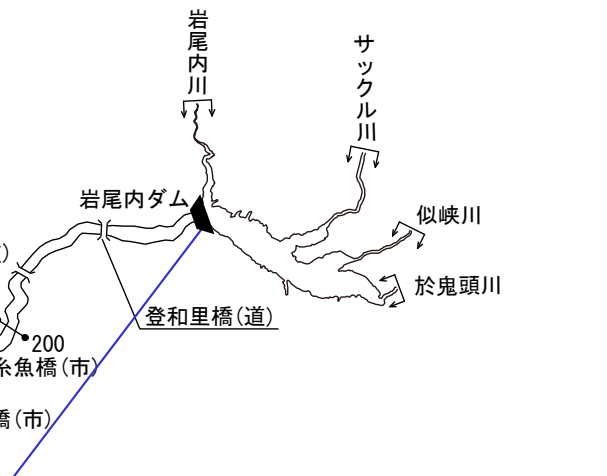 岩尾内川
サックル川
岩尾内ダム
似峡川
於鬼頭川
登和里橋(道)
)
200
糸魚橋(市)
橋(市)